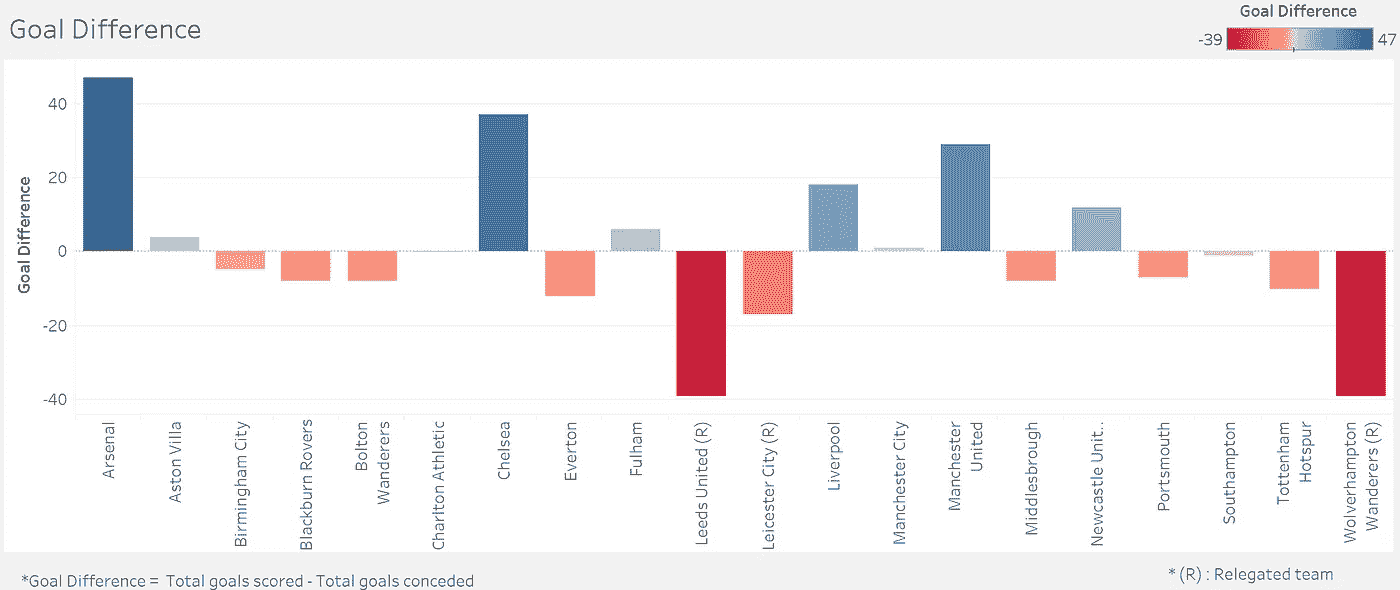 Goal Difference
Goal Difference
-39
47
Goal Difference
40
20
0
-20
-40
Arsenal
Aston Villa
Birmingham City
Blackburn Rovers
Bolton
Wanderers
Charlton Athletic
Chelsea
Everton
Fulham
Leeds United (R)
Leicester City (R)
Liverpool
Manchester City
Manchester
United
Middlesbrough
Newcastle Unit..
Portsmouth
Southampton
Tottenham
Hotspur
Wolverhampton
Wanderers (R)
*Goal Difference = Total goals scored - Total goals conceded
* (R) : Relegated team